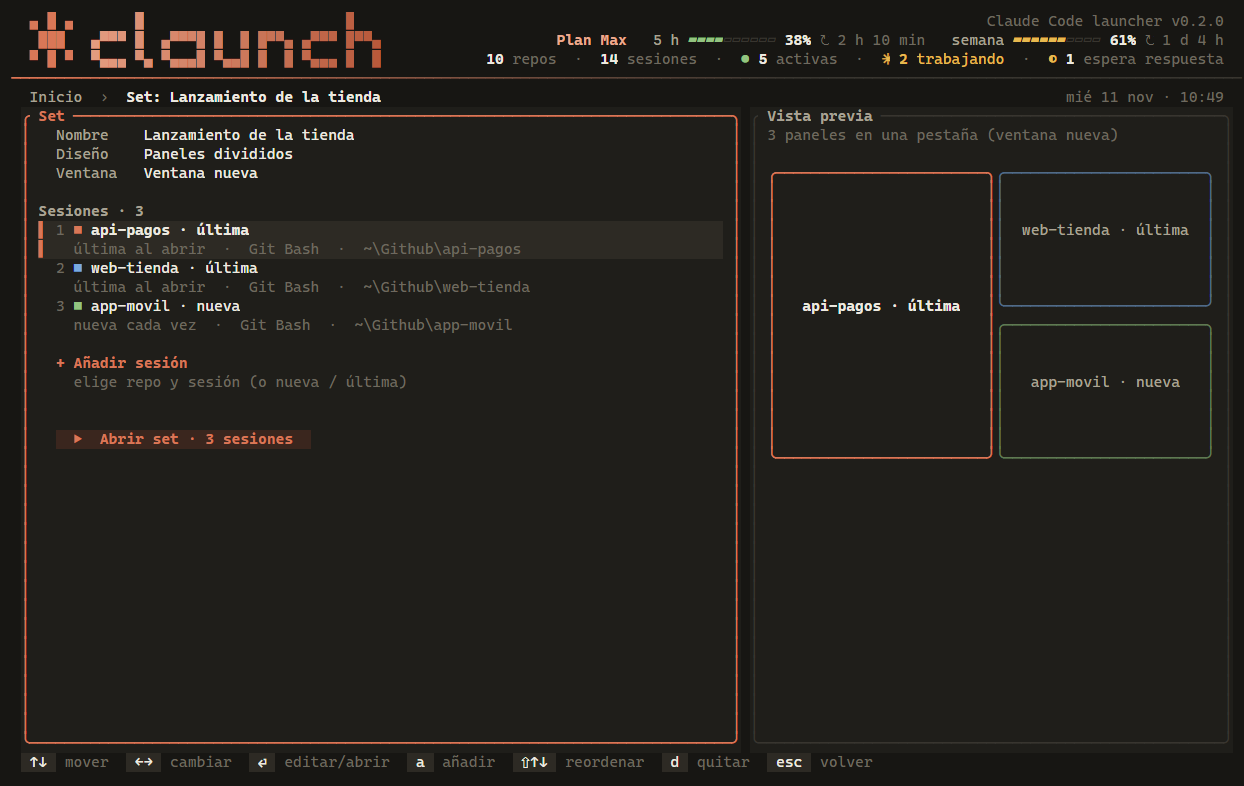 claunch
Claude Code launcher v0.2.0
Plan Max 5 h 38% 2 h 10 min semana 61% 1 d 4 h
10 repos · 14 sesiones · ● 5 activas · 2 trabajando · 1 espera respuesta
Inicio › Set: Lanzamiento de la tienda
mié 11 nov · 10:49
Set
Nombre Lanzamiento de la tienda
Diseño Paneles divididos
Ventana Ventana nueva
Sesiones · 3
1 ■ api-pagos · última
última al abrir · Git Bash · ~\Github\api-pagos
2 ■ web-tienda · última
última al abrir · Git Bash · ~\Github\web-tienda
3 ■ app-movil · nueva
nueva cada vez · Git Bash · ~\Github\app-movil
+ Añadir sesión
elige repo y sesión (o nueva / última)
▶ Abrir set · 3 sesiones
Vista previa
3 paneles en una pestaña (ventana nueva)
web-tienda · última
api-pagos · última
app-movil · nueva
↑↓ mover ←→ cambiar ↵ editar/abrir a añadir ⇧↑↓ reordenar d quitar esc volver